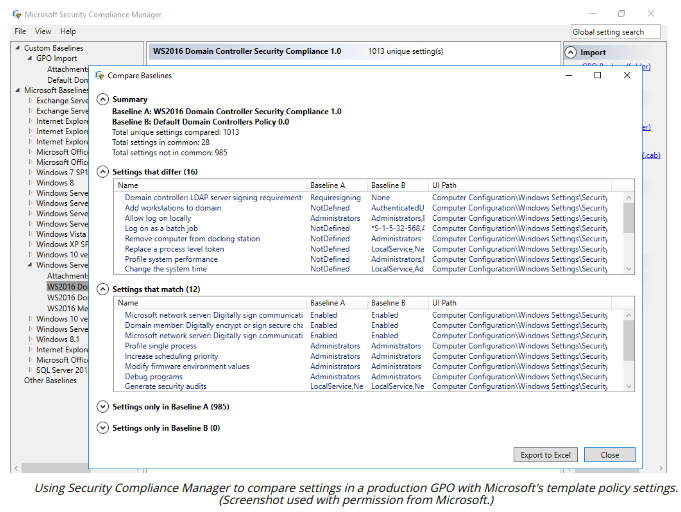 Microsoft Security Compliance Manager
File View Help
Global setting search
Custom Baselines
GPO Import
Attachments
Default Dom
Microsoft Baselines
Exchange Serve
Exchange Serve
Internet Explore
Internet Explore
Internet Explore
Microsoft Offic
Microsoft Offic
Windows 7 SP1
Windows 8
Windows Serve
Windows Serve
Windows Serve
Windows Serve
Windows Vista
Windows XP SP
Windows 10 ver
Windows Server
Attachments
WS2016 Do
WS2016 Do
WS2016 Me
Windows 10 ve
Windows Serve
Windows 8.1
Internet Explore
Microsoft Offic
SQL Server 201
Other Baselines
WS2016 Domain Controller Security Compliance 1.0 1013 unique setting(s)
Import
Compare Baselines
Summary
Baseline A: WS2016 Domain Controller Security Compliance 1.0
Baseline B: Default Domain Controllers Policy 0.0
Total unique settings compared: 1013
Total settings in common: 28
Total settings not in common: 985
Settings that differ (16)
Name Baseline A Baseline B UI Path
Domain controller: LDAP server signing requirement: Requiresigning None Computer Configuration\Windows Settings\Security
Add workstations to domain NotDefined AuthenticatedU Computer Configuration\Windows Settings\Security
Allow log on locally Administrators Administrators,E Computer Configuration\Windows Settings\Security
Log on as a batch job NotDefined *S-1-5-32-568,A Computer Configuration\Windows Settings\Security
Remove computer from docking station NotDefined Administrators Computer Configuration\Windows Settings\Security
Replace a process level token NotDefined LocalService,Ne Computer Configuration\Windows Settings\Security
Profile system performance NotDefined Administrators Computer Configuration\Windows Settings\Security
Change the system time NotDefined LocalService,Ad Computer Configuration\Windows Settings\Security
Settings that match (12)
Name Baseline A Baseline B UI Path
Microsoft network server: Digitally sign communicati Enabled Enabled Computer Configuration\Windows Settings\Security
Domain member: Digitally encrypt or sign secure cha Enabled Enabled Computer Configuration\Windows Settings\Security
Microsoft network server: Digitally sign communicati Enabled Enabled Computer Configuration\Windows Settings\Security
Profile single process Administrators Administrators Computer Configuration\Windows Settings\Security
Increase scheduling priority Administrators Administrators Computer Configuration\Windows Settings\Security
Modify firmware environment values Administrators Administrators Computer Configuration\Windows Settings\Security
Debug programs Administrators Administrators Computer Configuration\Windows Settings\Security
Generate security audits LocalService,Ne LocalService,Ne Computer Configuration\Windows Settings\Security
Settings only in Baseline A (985)
Settings only in Baseline B (0)
Export to Excel Close
Using Security Compliance Manager to compare settings in a production GPO with Microsoft's template policy settings.
(Screenshot used with permission from Microsoft.)